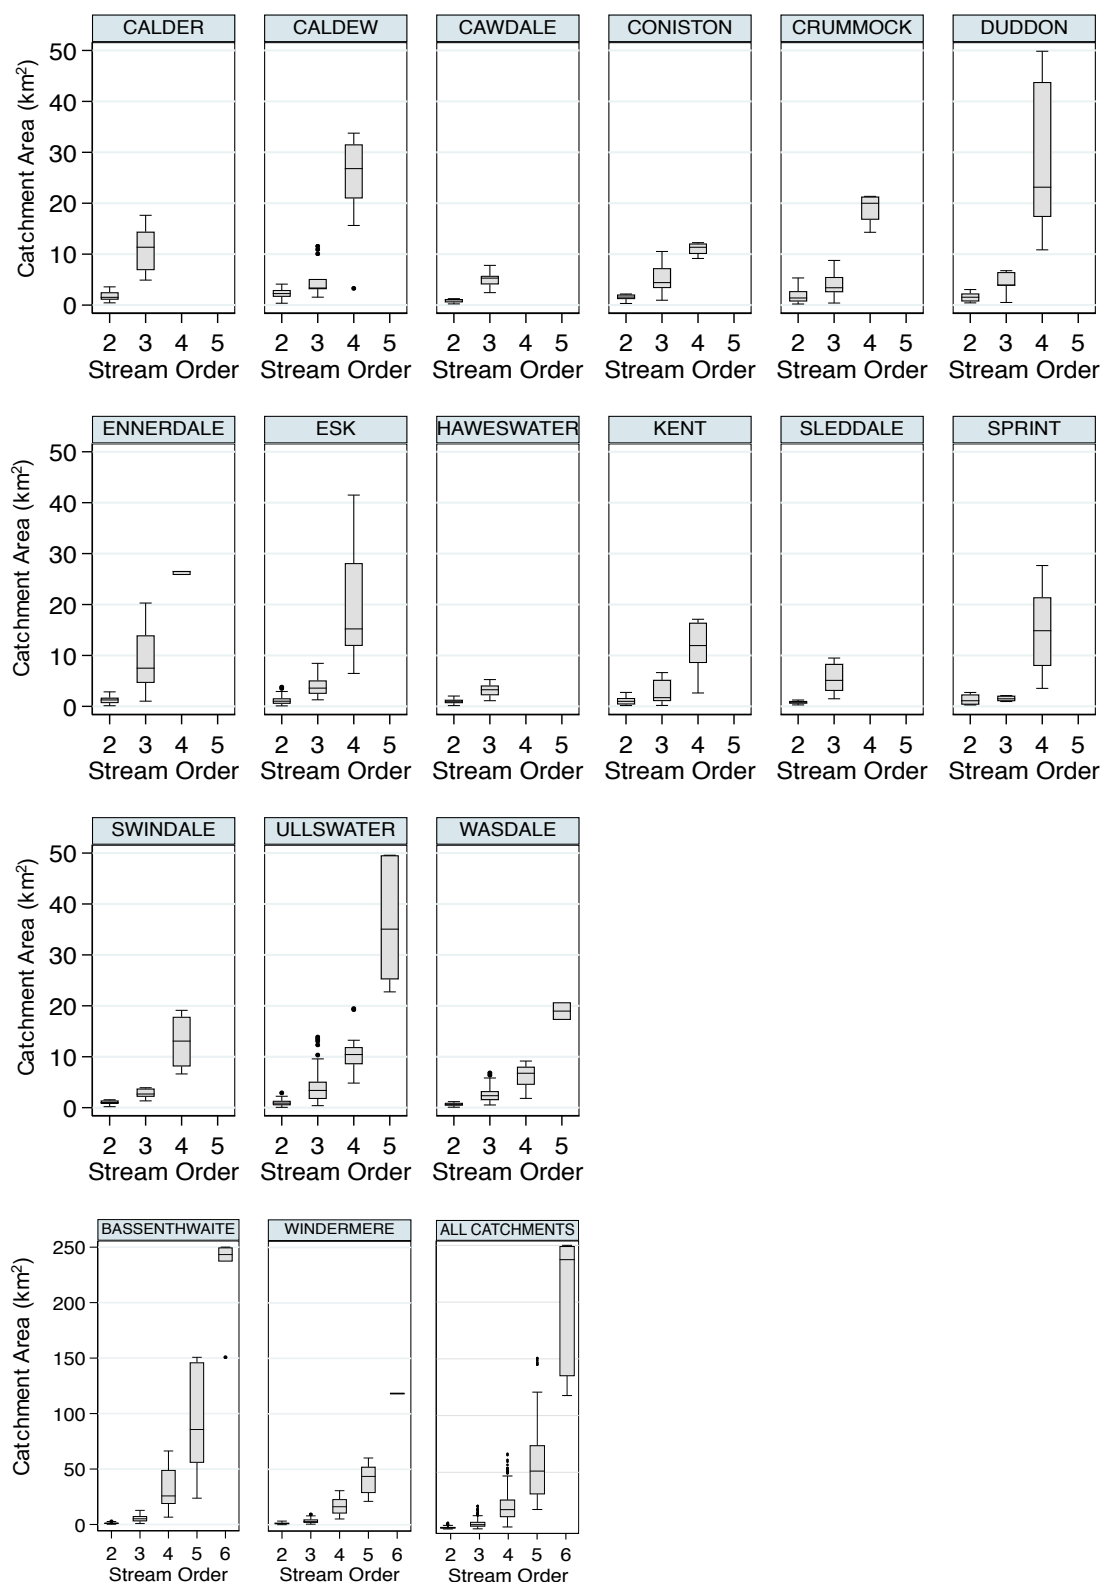 CALDER CALDEW CAWDALE CONISTON CRUMMOCK DUDDON
Catchment Area (km²)
50
40
30
20
10
0
2 3 4 5 2 3 4 5 2 3 4 5 2 3 4 5 2 3 4 5 2 3 4 5
Stream Order Stream Order Stream Order Stream Order Stream Order Stream Order
ENNERDALE ESK HAWESWATER KENT SLEDDALE SPRINT
Catchment Area (km²)
50
40
30
20
10
0
2 3 4 5 2 3 4 5 2 3 4 5 2 3 4 5 2 3 4 5 2 3 4 5
Stream Order Stream Order Stream Order Stream Order Stream Order Stream Order
SWINDALE ULLSWATER WASDALE
Catchment Area (km²)
50
40
30
20
10
0
2 3 4 5 2 3 4 5 2 3 4 5
Stream Order Stream Order Stream Order
BASSENTHWAITE WINDERMERE ALL CATCHMENTS
Catchment Area (km²)
250
200
150
100
50
0
2 3 4 5 6 2 3 4 5 6 2 3 4 5 6
Stream Order Stream Order Stream Order